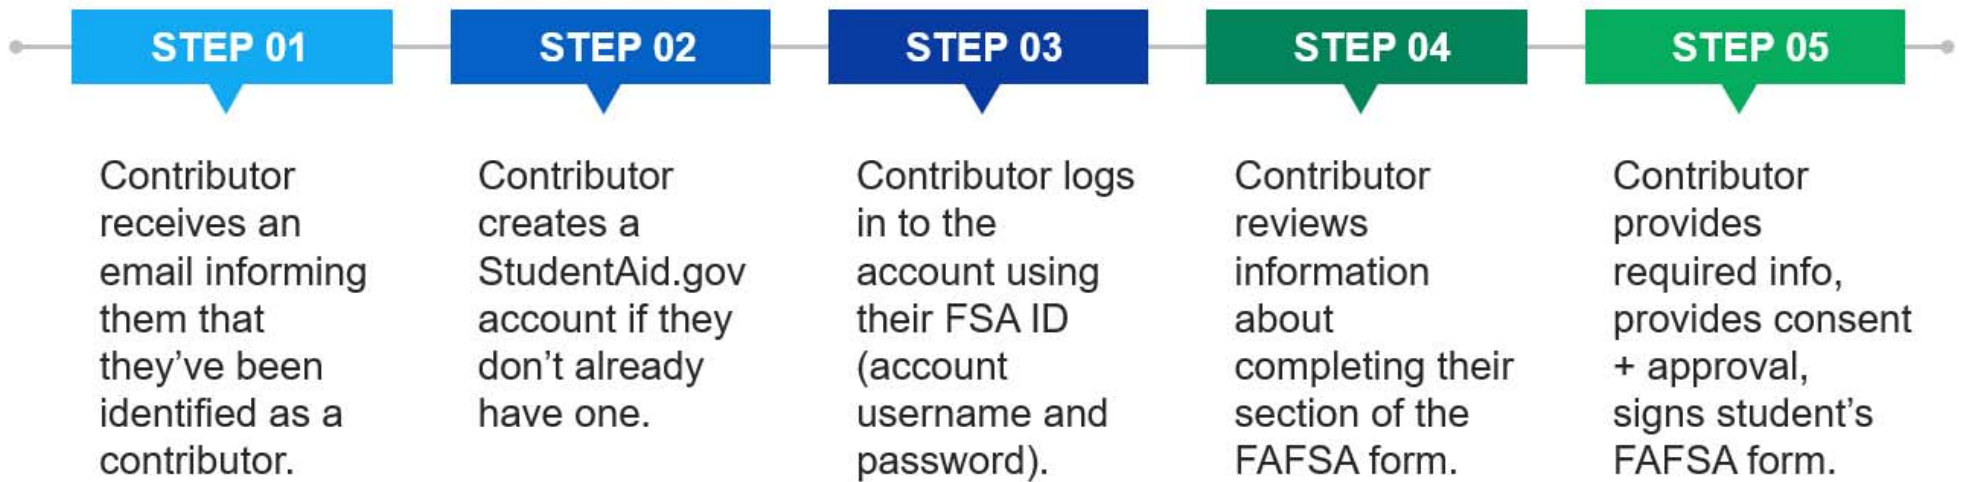 STEP 01
Contributor
receives an
email informing
them that
they've been
identified as a
contributor.
STEP 02
Contributor
creates a
StudentAid.gov
account if they
don't already
have one.
STEP 03
Contributor logs
in to the
account using
their FSA ID
(account
username and
password).
STEP 04
Contributor
reviews
information
about
completing their
section of the
FAFSA form.
STEP 05
Contributor
provides
required info,
provides consent
+ approval,
signs student's
FAFSA form.